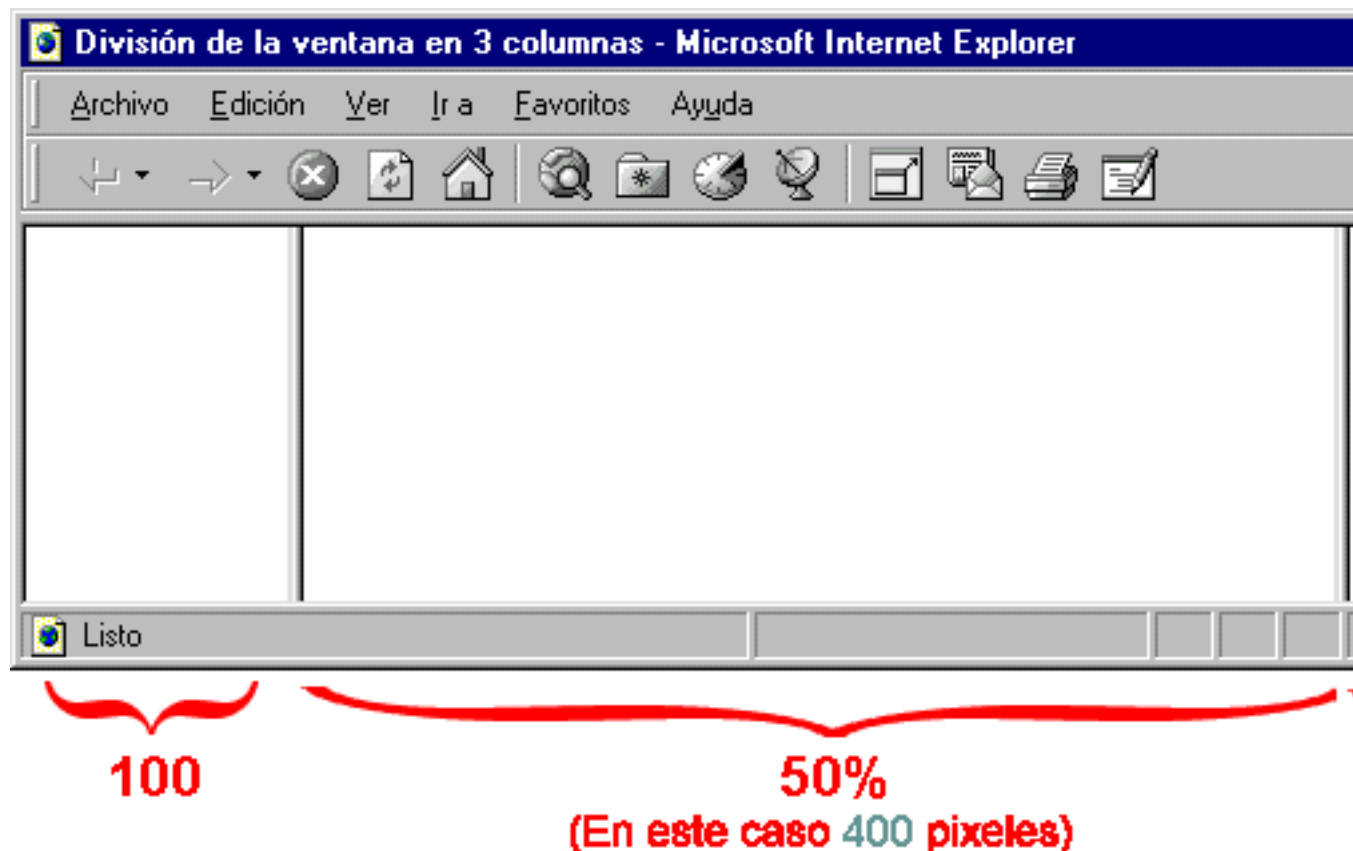 División de la ventana en 3 columnas - Microsoft Internet Explorer
Archivo Edición Ver Ir a Favoritos Ayuda
Listo
100
50%
(En este caso 400 pixeles)